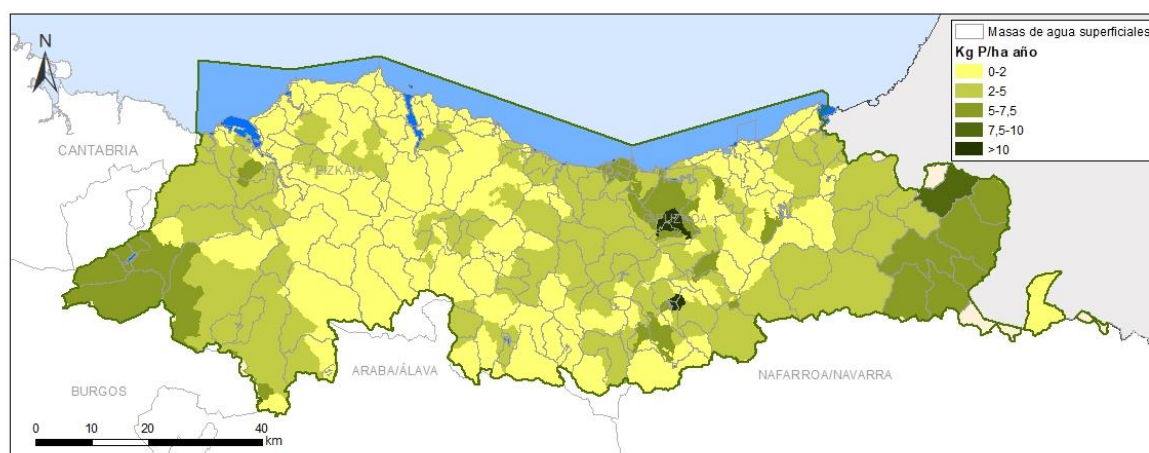 N
Masas de agua superficiales
Kg P/ha año
0-2
2-5
5-7,5
7,5-10
>10
CANTABRIA
BIZKAIA
GIPUZKOA
ARABA/ÁLAVA
BURGOS
NAFARROA/NAVARRA
0 10 20 40
km